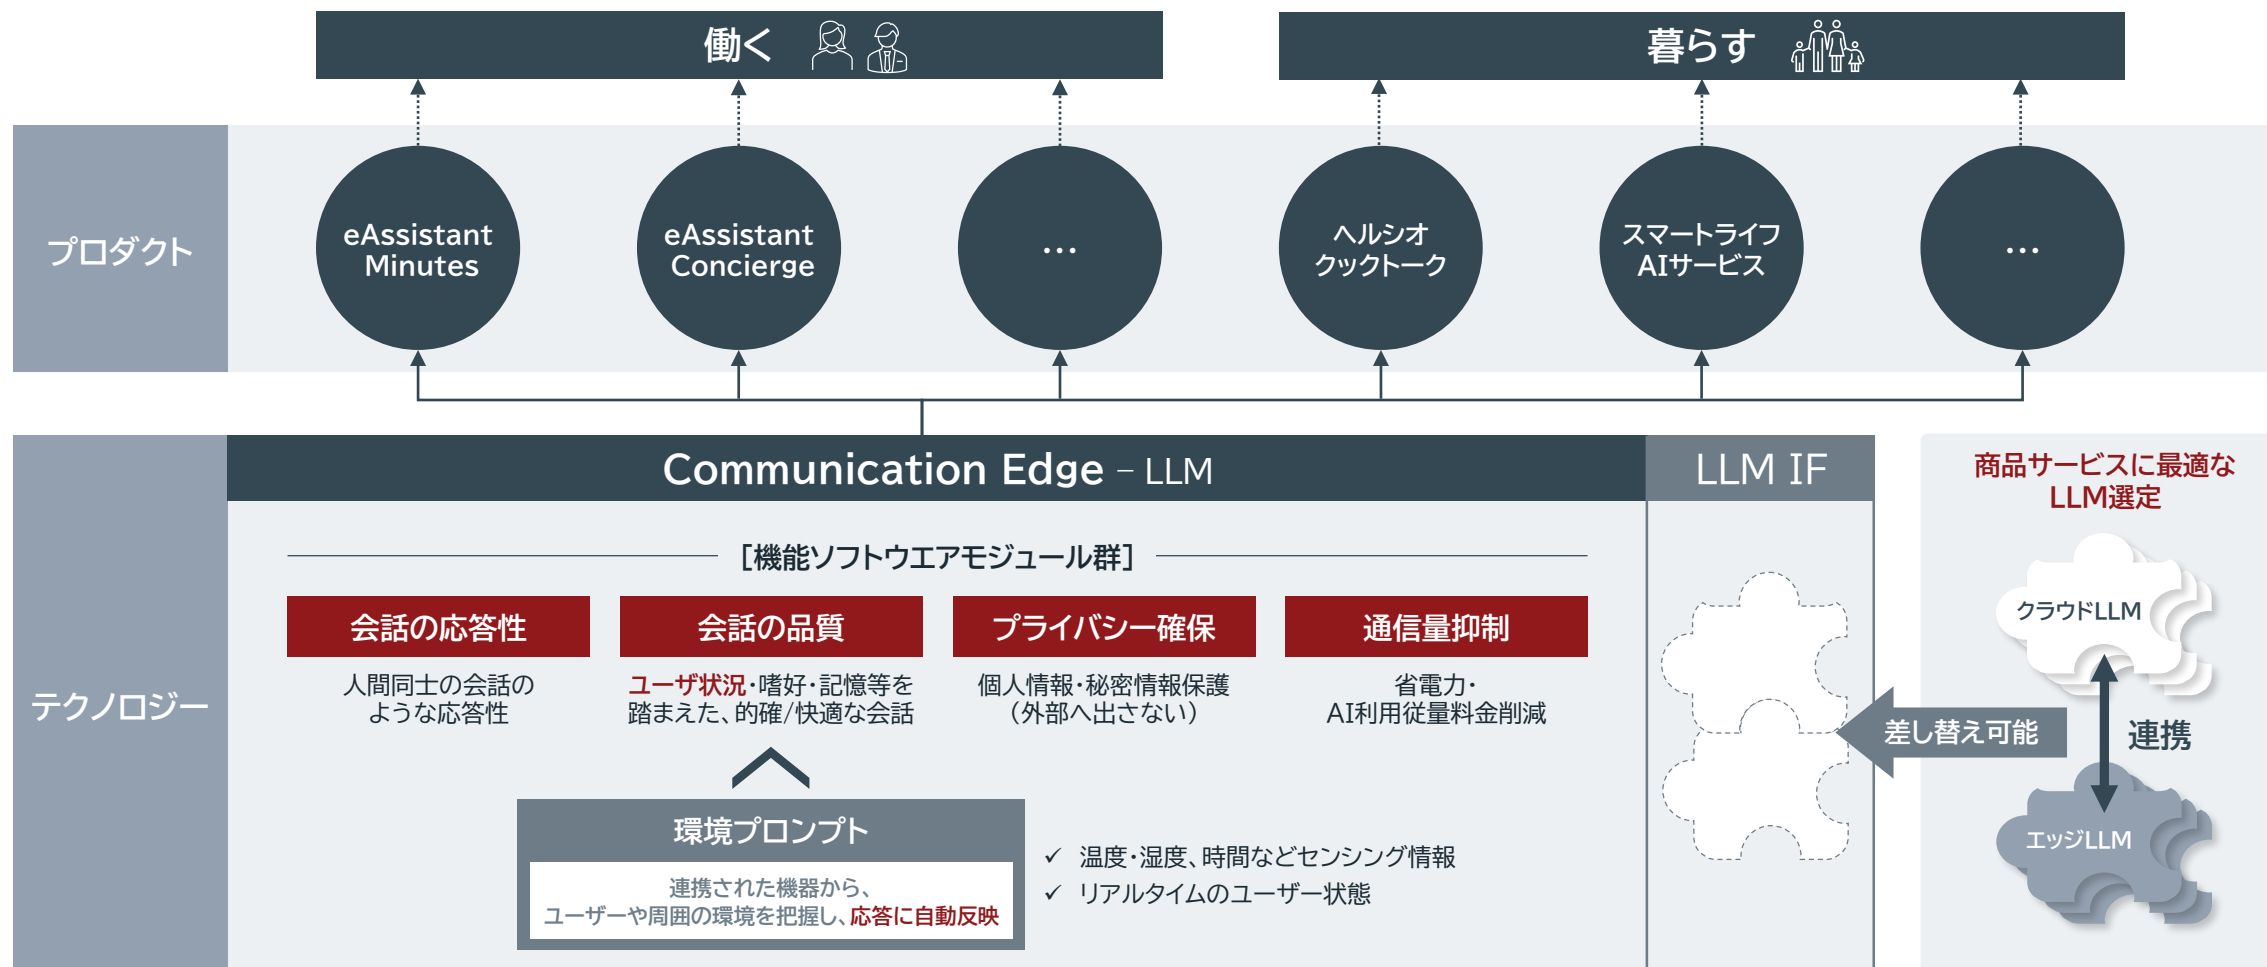 働く
暮らす
プロダクト
eAssistant
Minutes
eAssistant
Concierge
…
ヘルシオ
クックトーク
スマートライフ
AIサービス
…
テクノロジー
Communication Edge – LLM
LLM IF
［機能ソフトウエアモジュール群］
会話の応答性
人間同士の会話の
ような応答性
会話の品質
ユーザ状況・嗜好・記憶等を
踏まえた、的確/快適な会話
プライバシー確保
個人情報・秘密情報保護
（外部へ出さない）
通信量抑制
省電力・
AI利用従量料金削減
環境プロンプト
連携された機器から、
ユーザーや周囲の環境を把握し、応答に自動反映
✓ 温度・湿度、時間などセンシング情報
✓ リアルタイムのユーザー状態
商品サービスに最適な
LLM選定
クラウドLLM
差し替え可能
連携
エッジLLM